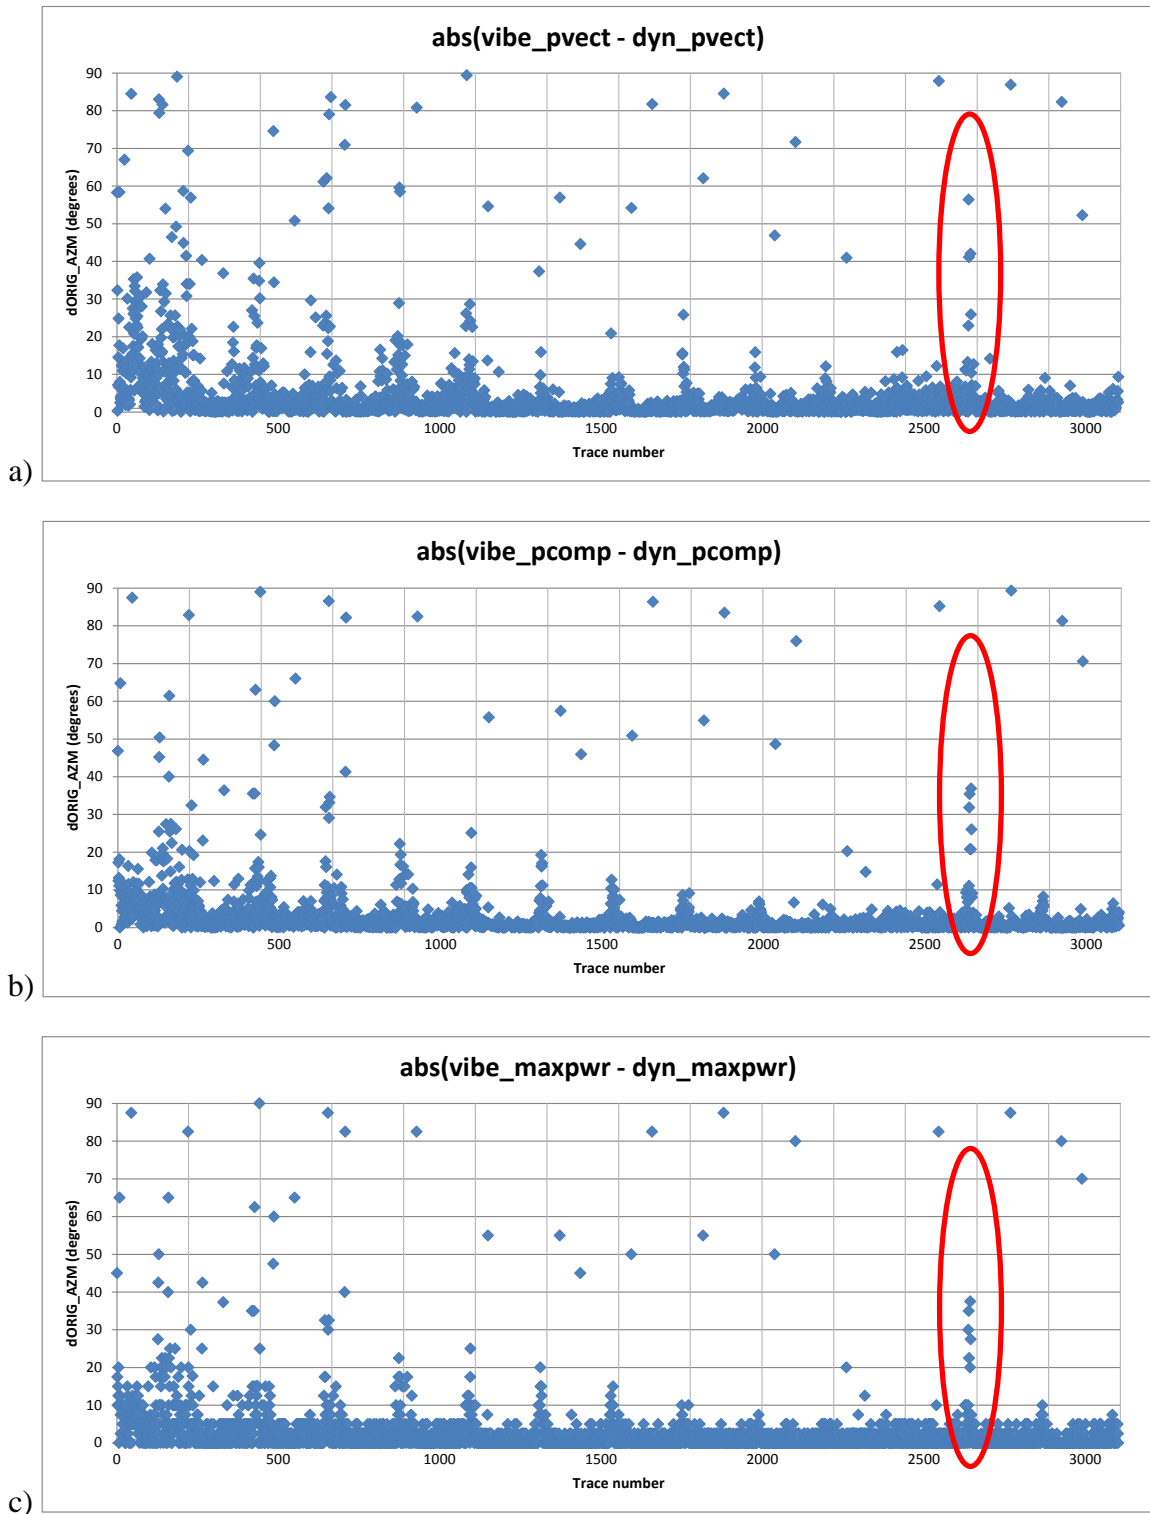 abs(vibe_pvect - dyn_pvect)
90
80
70
60
50
40
30
20
10
0
dORIG_AZM (degrees)
0 500 1000 1500 2000 2500 3000
Trace number
a)
abs(vibe_pcomp - dyn_pcomp)
90
80
70
60
50
40
30
20
10
0
dORIG_AZM (degrees)
0 500 1000 1500 2000 2500 3000
Trace number
b)
abs(vibe_maxpwr - dyn_maxpwr)
90
80
70
60
50
40
30
20
10
0
dORIG_AZM (degrees)
0 500 1000 1500 2000 2500 3000
Trace number
c)